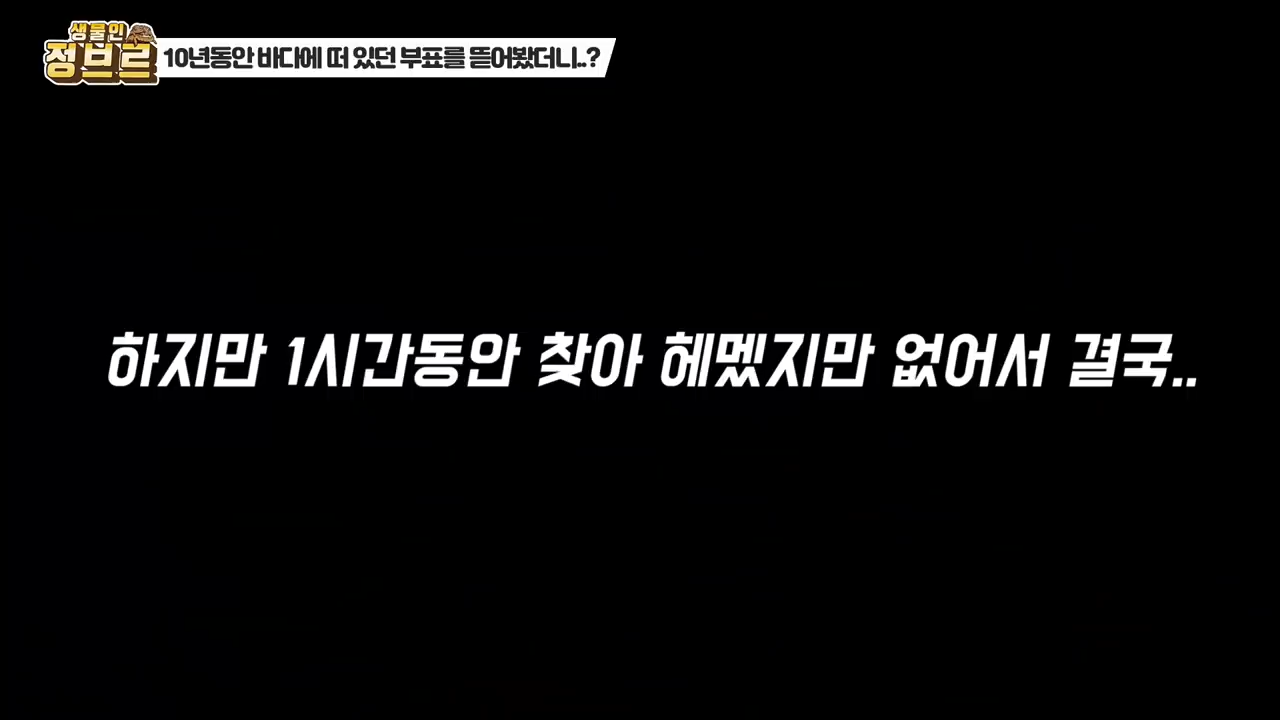 생물인
정브르
10년동안 바다에 떠 있던 부표를 뜯어봤더니..?
하지만 1시간동안 찾아 헤멨지만 없어서 결국..